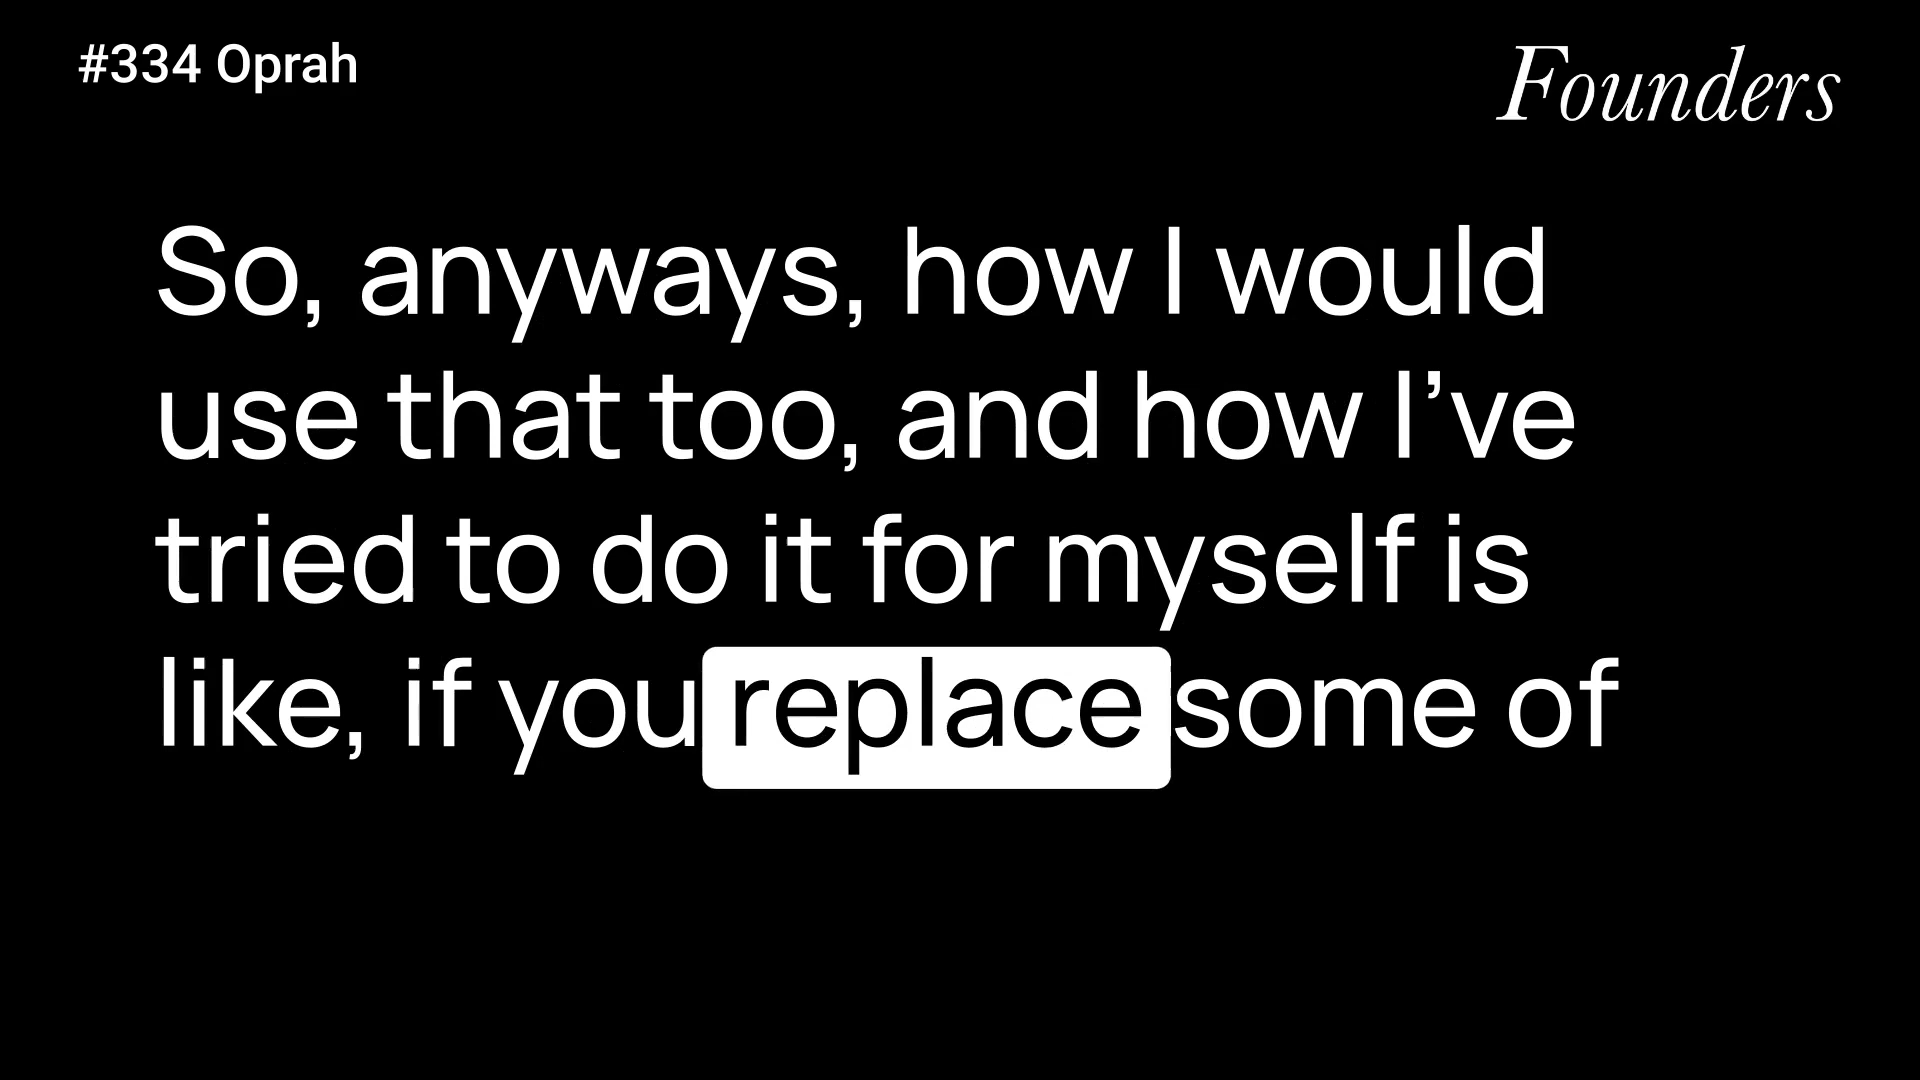 #334 Oprah
Founders
So, anyways, how I would
use that too, and how I’ve
tried to do it for myself is
like, if you replace some of